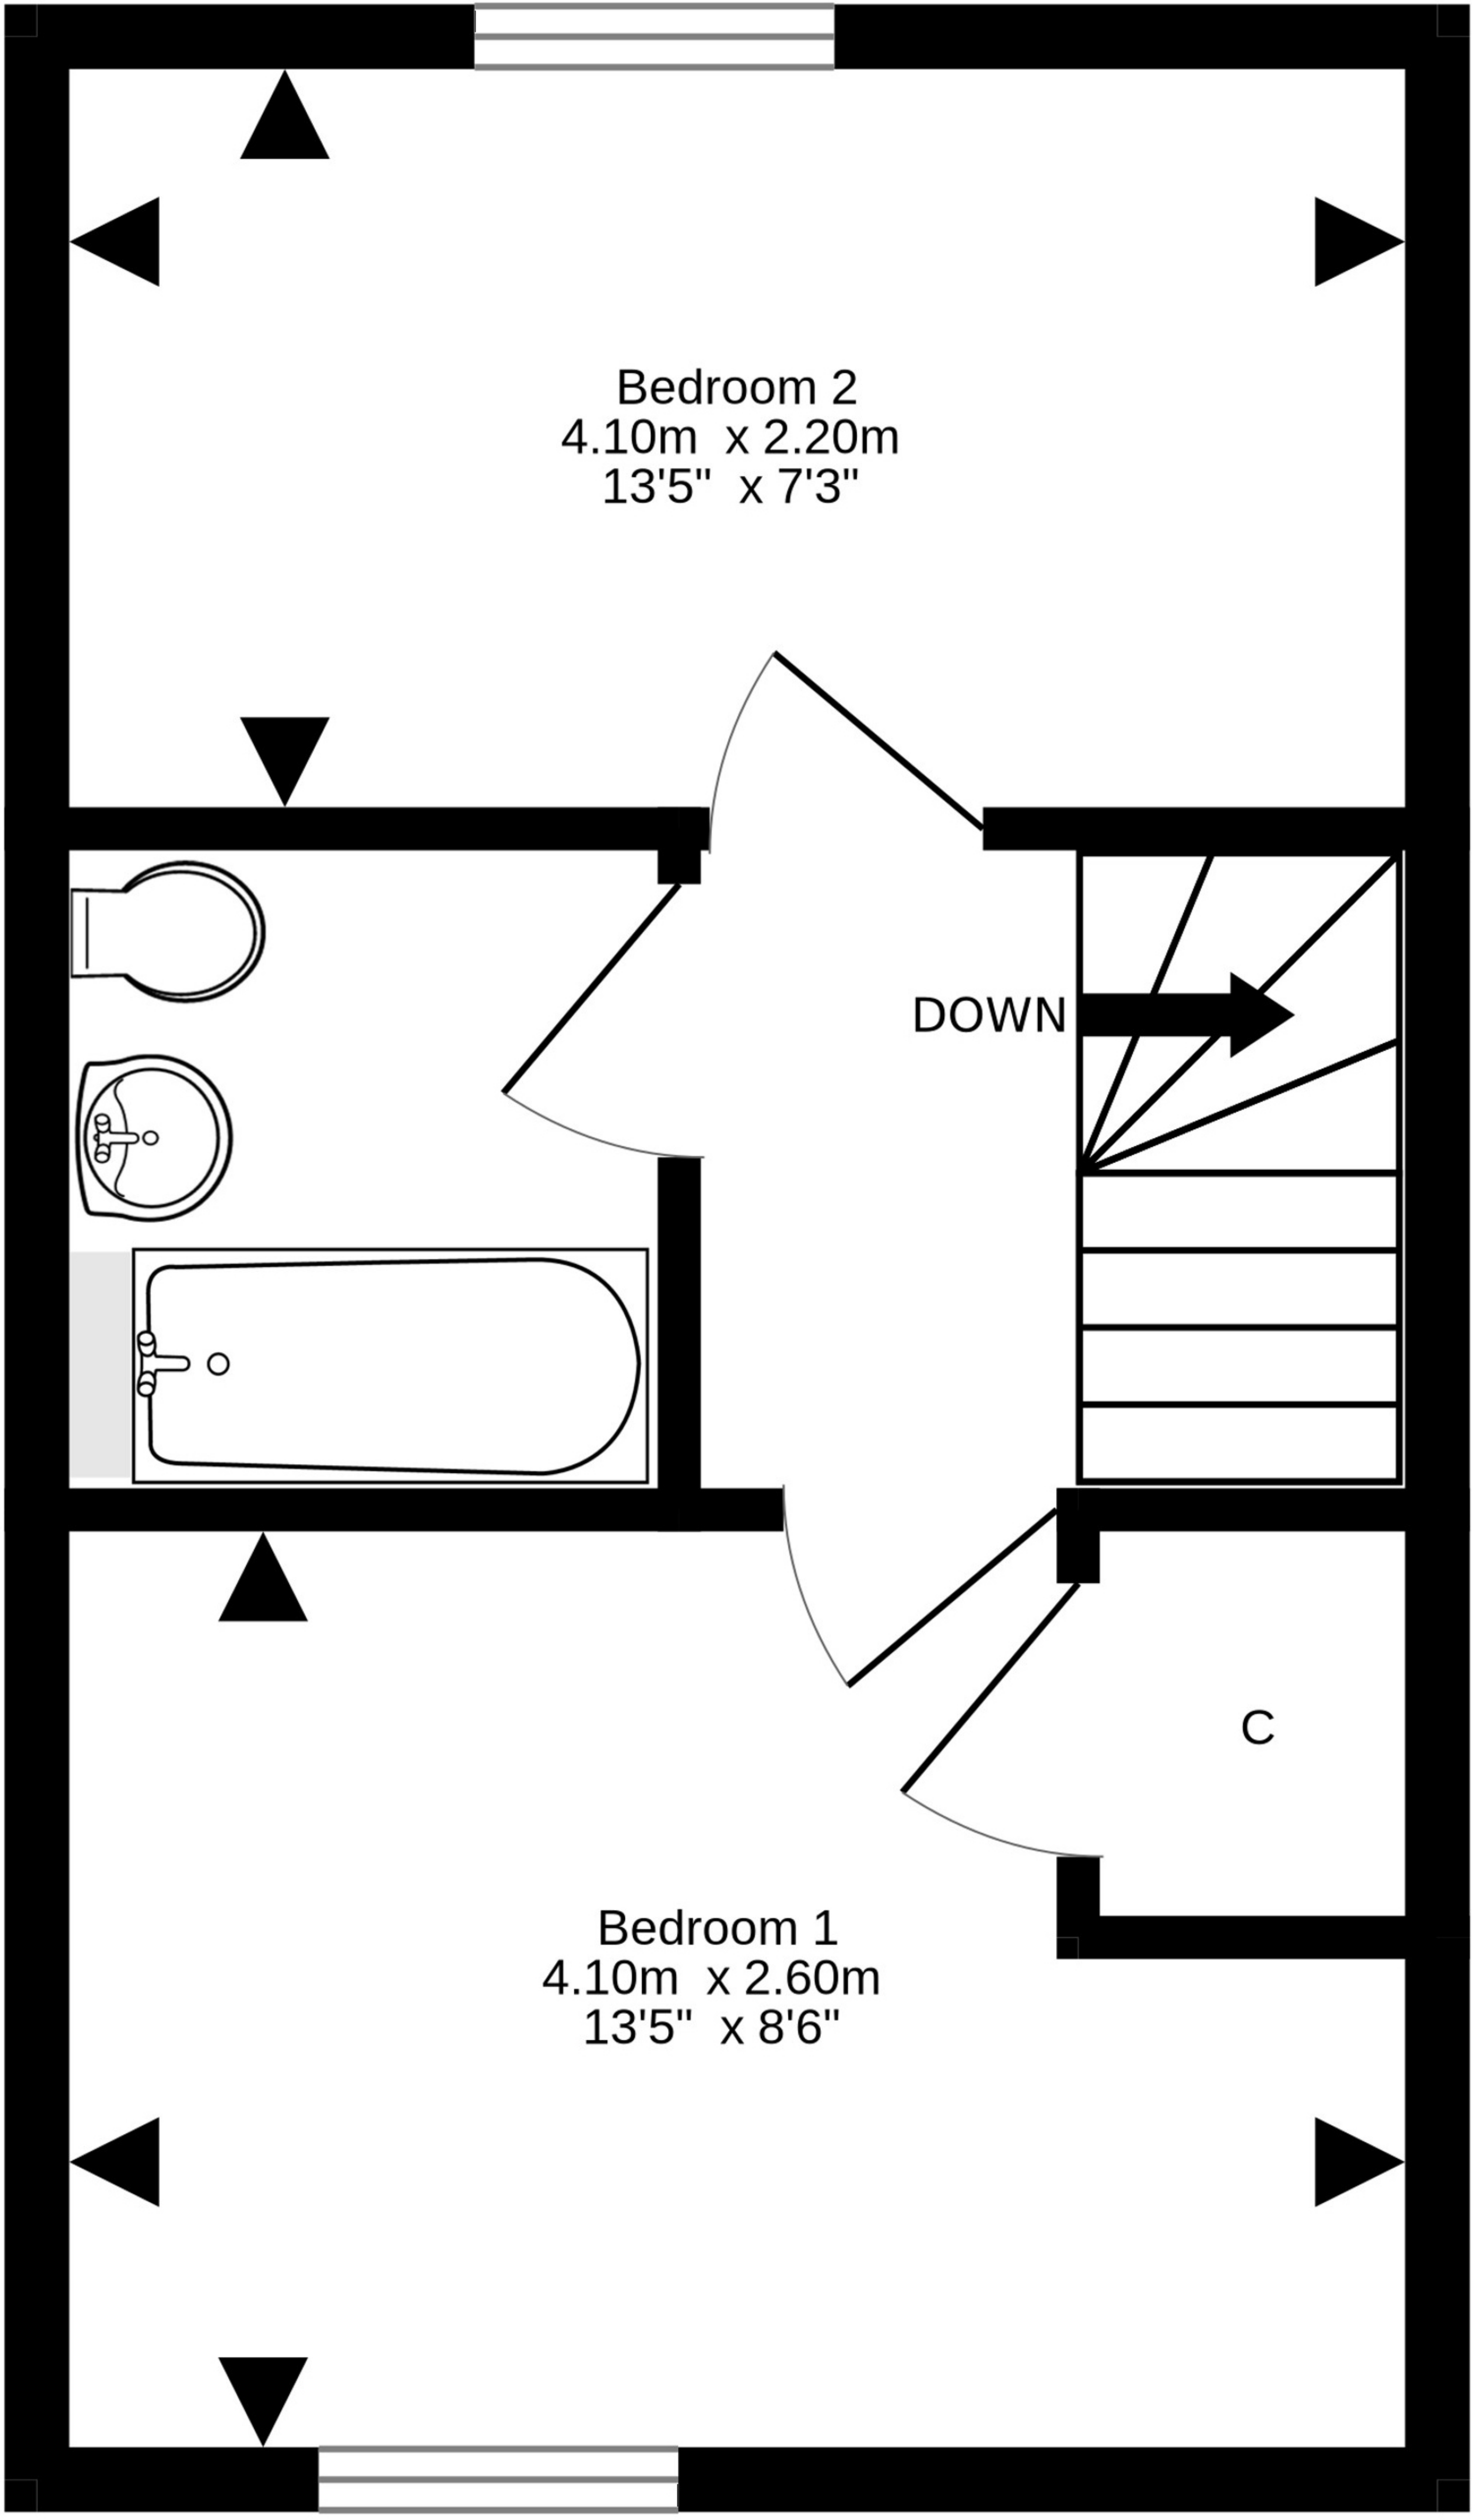 Bedroom 2
4.10m x 2.20m
13'5" x 7'3"
DOWN
C
Bedroom 1
4.10m x 2.60m
13'5" x 8'6"